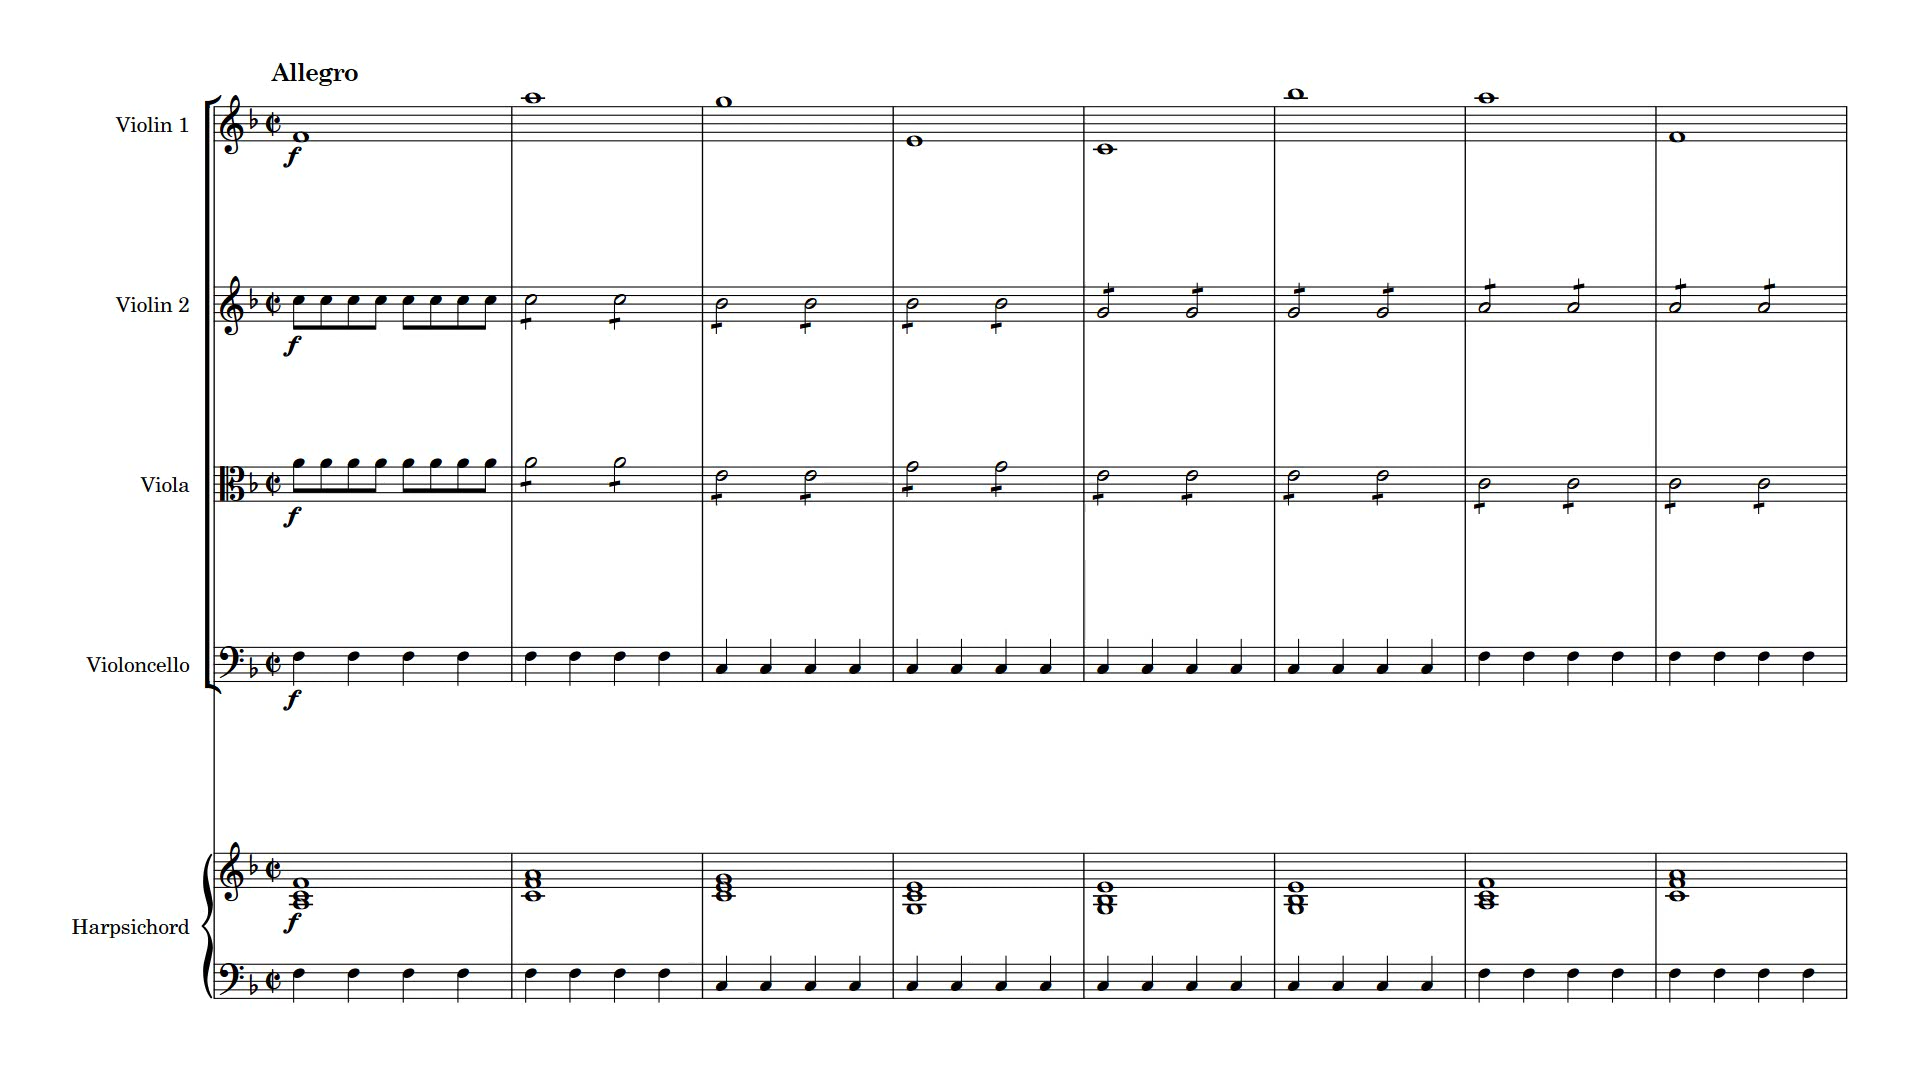 Allegro
Violin 1
f
Violin 2
f
Viola
f
Violoncello
f
Harpsichord
f